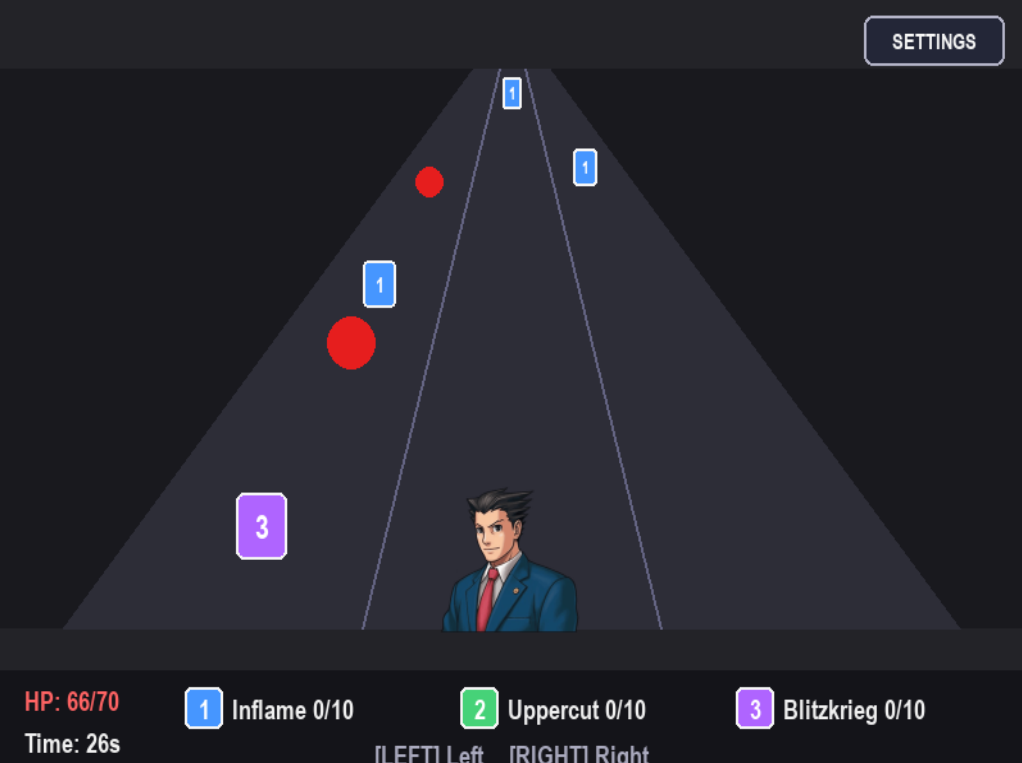 SETTINGS
1
1
1
3
HP: 66/70
1 Inflame 0/10
2 Uppercut 0/10
3 Blitzkrieg 0/10
Time: 26s
[LEFT] Left [RIGHT] Right